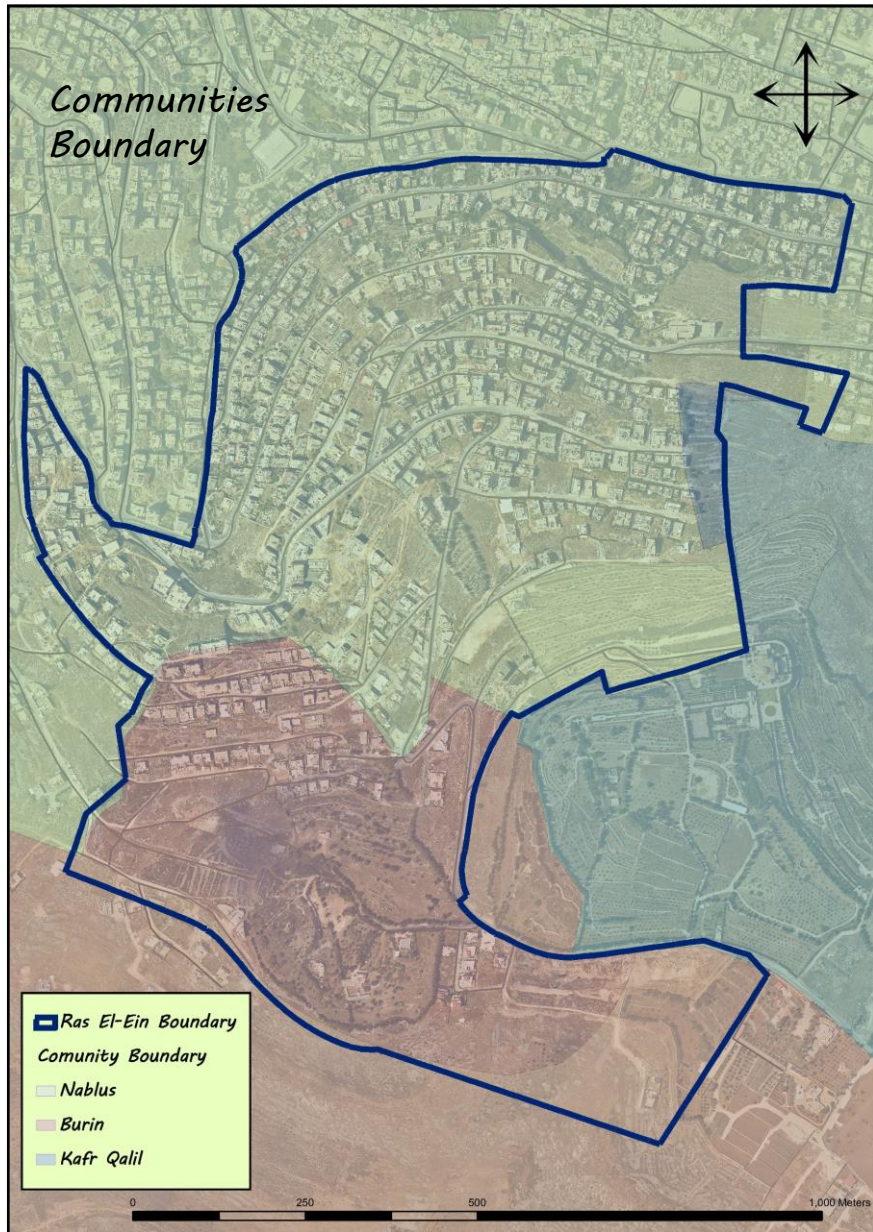 Communities
Boundary
Ras El-Ein Boundary
Comunity Boundary
Nablus
Burin
Kafr Qalil
0 250 500 1,000 Meters